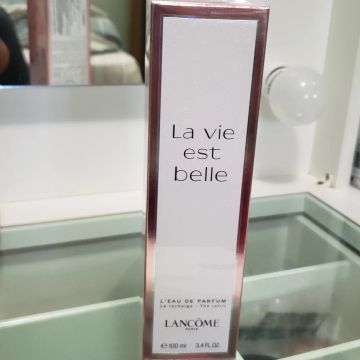 La vie
est
belle
L'EAU DE PARFUM
La recharge - The refill
LANCÔME
PARIS
e 100 ml 3.4 FL.OZ.